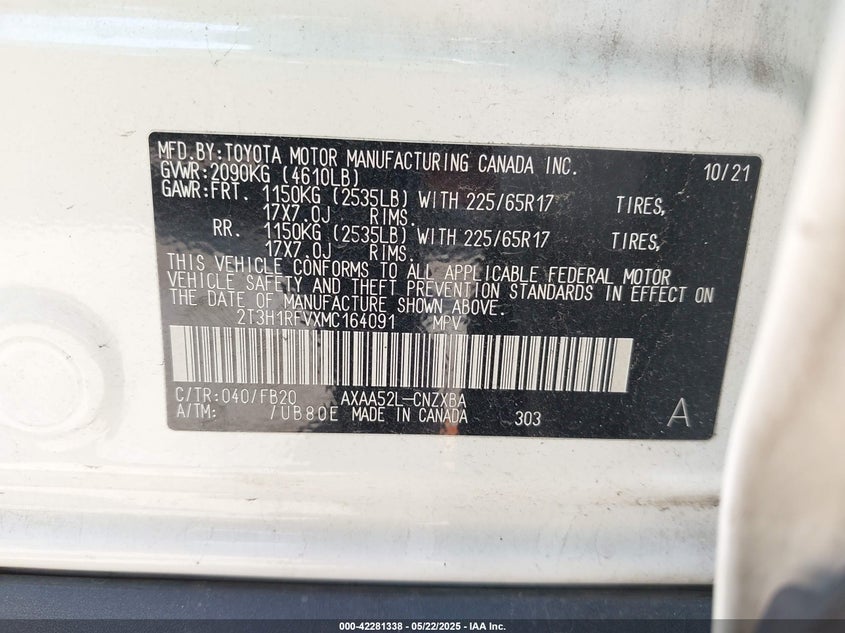 MFD.BY:TOYOTA MOTOR MANUFACTURING CANADA INC. 10/21
GVWR:2090KG (4610LB)
GAWR:FRT. 1150KG (2535LB) WITH 225/65R17 TIRES,
17X7.0J RIMS.
RR. 1150KG (2535LB) WITH 225/65R17 TIRES,
17X7.0J RIMS.
THIS VEHICLE CONFORMS TO ALL APPLICABLE FEDERAL MOTOR
VEHICLE SAFETY AND THEFT PREVENTION STANDARDS IN EFFECT ON
THE DATE OF MANUFACTURE SHOWN ABOVE.
2T3H1RFVXMC164091 MPV
C/TR:040/FB20 AXAA52L-CNZXBA
A/TM: /UB80E MADE IN CANADA 303 A
000-42281338 - 05/22/2025 - IAA Inc.